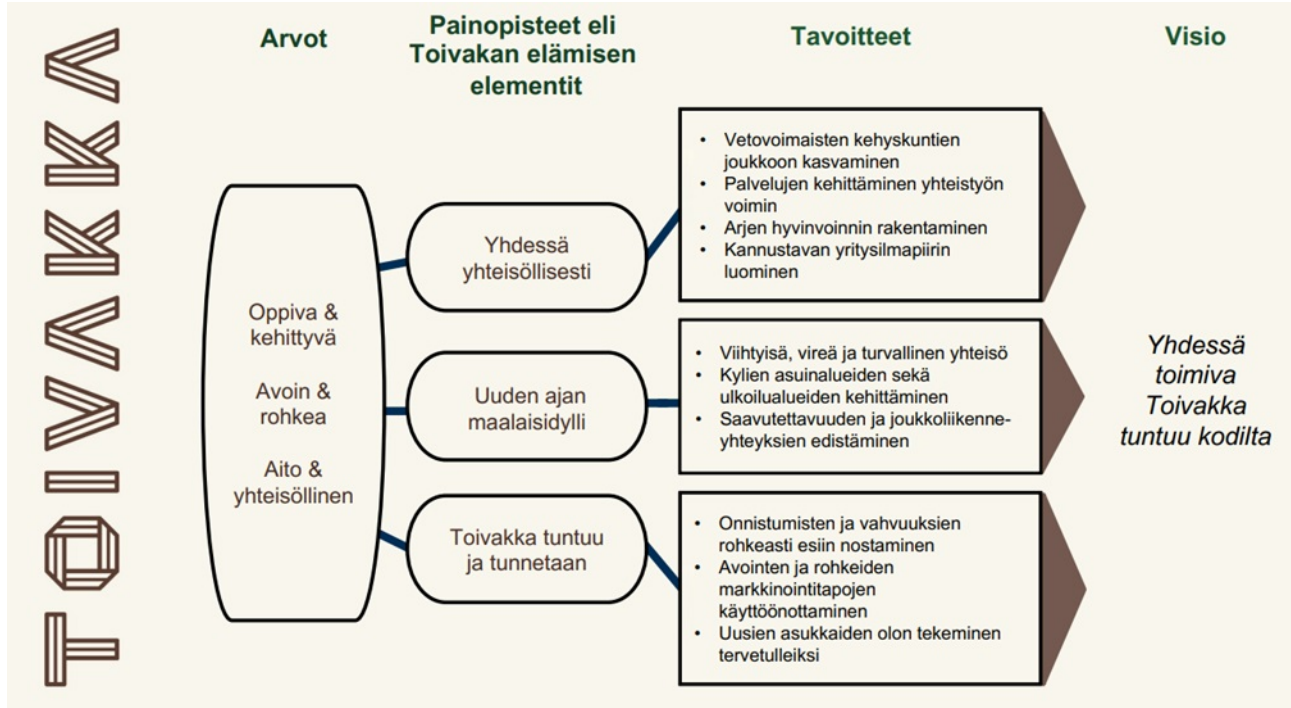 TOIVAKKA
Arvot
Painopisteet eli
Toivakan elämisen
elementit
Tavoitteet
Visio
Oppiva &
kehittyvä
Avoin &
rohkea
Aito &
yhteisöllinen
Yhdessä
yhteisöllisesti
Uuden ajan
maalaisidylli
Toivakka tuntuu
ja tunnetaan
• Vetovoimaisten kehyskuntien
joukkoon kasvaminen
• Palvelujen kehittäminen yhteistyön
voimin
• Arjen hyvinvoinnin rakentaminen
• Kannustavan yritysilmapiirin
luominen
• Viihtyisä, vireä ja turvallinen yhteisö
• Kylien asuinalueiden sekä
ulkoilualueiden kehittäminen
• Saavutettavuuden ja joukkoliikenne-
yhteyksien edistäminen
• Onnistumisten ja vahvuuksien
rohkeasti esiin nostaminen
• Avointen ja rohkeiden
markkinointitapojen
käyttöönottaminen
• Uusien asukkaiden olon tekeminen
tervetulleiksi
Yhdessä
toimiva
Toivakka
tuntuu kodilta